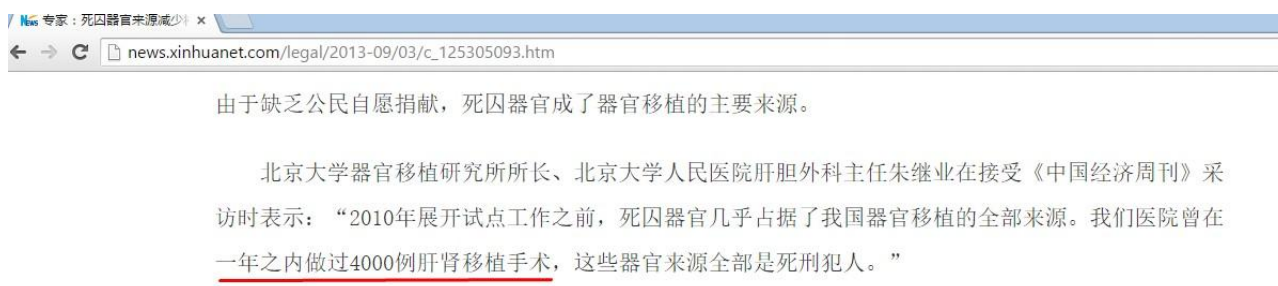 News 专家：死囚器官来源减少
news.xinhuanet.com/legal/2013-09/03/c_125305093.htm
由于缺乏公民自愿捐献，死囚器官成了器官移植的主要来源。
北京大学器官移植研究所所长、北京大学人民医院肝胆外科主任朱继业在接受《中国经济周刊》采
访时表示：“2010年展开试点工作之前，死囚器官几乎占据了我国器官移植的全部来源。我们医院曾在
一年之内做过4000例肝肾移植手术，这些器官来源全部是死刑犯人。”